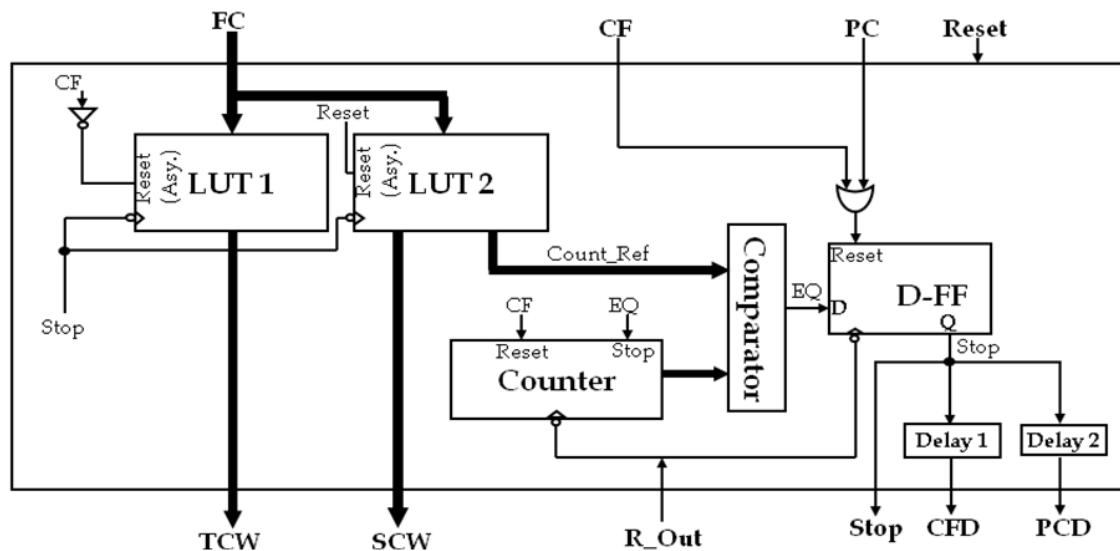 FC
CF
PC
Reset
CF
Reset
Reset
(Asy.)
LUT 1
Reset
(Asy.)
LUT 2
Count_Ref
Comparator
Reset
EQ
D
D-FF
Q
Stop
Stop
CF
EQ
Reset
Stop
Counter
Delay 1
Delay 2
TCW
SCW
R_Out
Stop
CFD
PCD